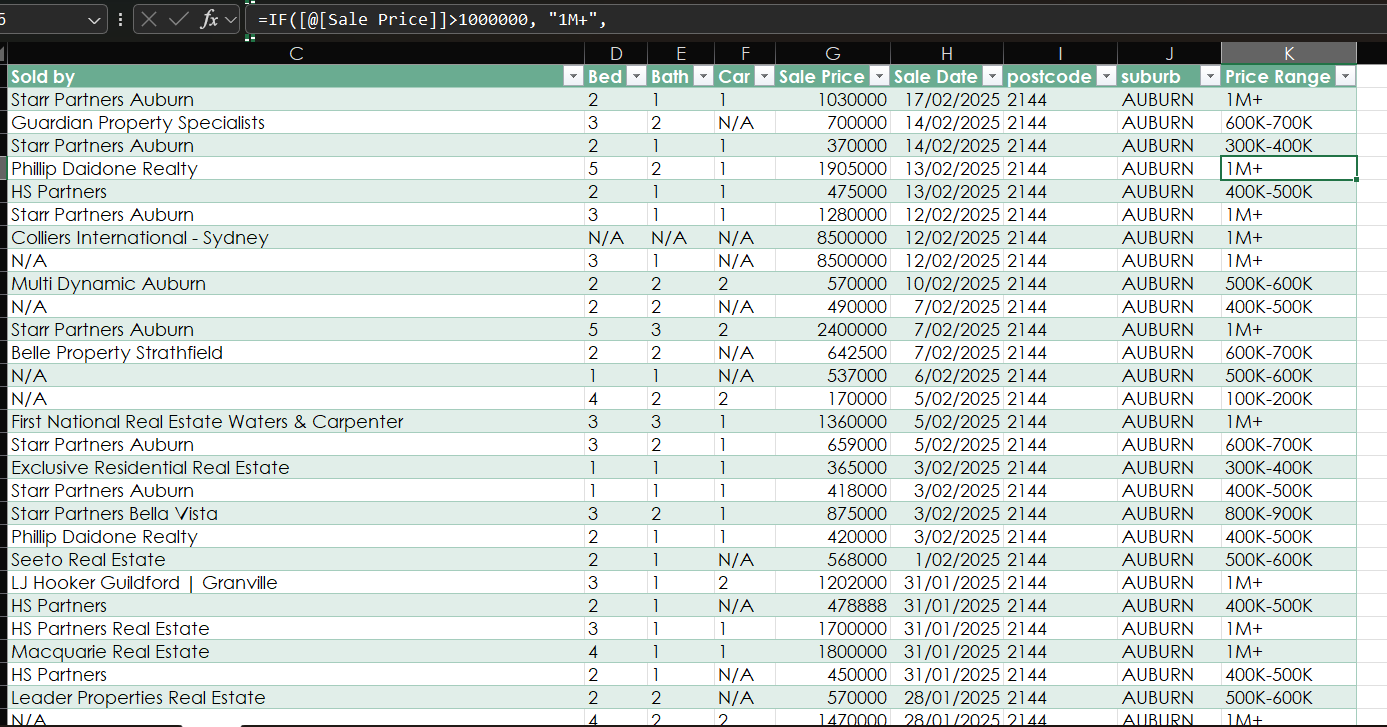 5 fx =IF([@[Sale Price]]>1000000, "1M+",
C D E F G H I J K
Sold by Bed Bath Car Sale Price Sale Date postcode suburb Price Range
Starr Partners Auburn 2 1 1 1030000 17/02/2025 2144 AUBURN 1M+
Guardian Property Specialists 3 2 N/A 700000 14/02/2025 2144 AUBURN 600K-700K
Starr Partners Auburn 2 1 1 370000 14/02/2025 2144 AUBURN 300K-400K
Phillip Daidone Realty 5 2 1 1905000 13/02/2025 2144 AUBURN 1M+
HS Partners 2 1 1 475000 13/02/2025 2144 AUBURN 400K-500K
Starr Partners Auburn 3 1 1 1280000 12/02/2025 2144 AUBURN 1M+
Colliers International - Sydney N/A N/A N/A 8500000 12/02/2025 2144 AUBURN 1M+
N/A 3 1 N/A 8500000 12/02/2025 2144 AUBURN 1M+
Multi Dynamic Auburn 2 2 2 570000 10/02/2025 2144 AUBURN 500K-600K
N/A 2 2 N/A 490000 7/02/2025 2144 AUBURN 400K-500K
Starr Partners Auburn 5 3 2 2400000 7/02/2025 2144 AUBURN 1M+
Belle Property Strathfield 2 2 N/A 642500 7/02/2025 2144 AUBURN 600K-700K
N/A 1 1 N/A 537000 6/02/2025 2144 AUBURN 500K-600K
N/A 4 2 2 170000 5/02/2025 2144 AUBURN 100K-200K
First National Real Estate Waters & Carpenter 3 3 1 1360000 5/02/2025 2144 AUBURN 1M+
Starr Partners Auburn 3 2 1 659000 5/02/2025 2144 AUBURN 600K-700K
Exclusive Residential Real Estate 1 1 1 365000 3/02/2025 2144 AUBURN 300K-400K
Starr Partners Auburn 1 1 1 418000 3/02/2025 2144 AUBURN 400K-500K
Starr Partners Bella Vista 3 2 1 875000 3/02/2025 2144 AUBURN 800K-900K
Phillip Daidone Realty 2 1 1 420000 3/02/2025 2144 AUBURN 400K-500K
Seeto Real Estate 2 1 N/A 568000 1/02/2025 2144 AUBURN 500K-600K
LJ Hooker Guildford | Granville 3 1 2 1202000 31/01/2025 2144 AUBURN 1M+
HS Partners 2 1 N/A 478888 31/01/2025 2144 AUBURN 400K-500K
HS Partners Real Estate 3 1 1 1700000 31/01/2025 2144 AUBURN 1M+
Macquarie Real Estate 4 1 1 1800000 31/01/2025 2144 AUBURN 1M+
HS Partners 2 1 N/A 450000 31/01/2025 2144 AUBURN 400K-500K
Leader Properties Real Estate 2 2 N/A 570000 28/01/2025 2144 AUBURN 500K-600K
N/A 4 2 2 1470000 28/01/2025 2144 AUBURN 1M+